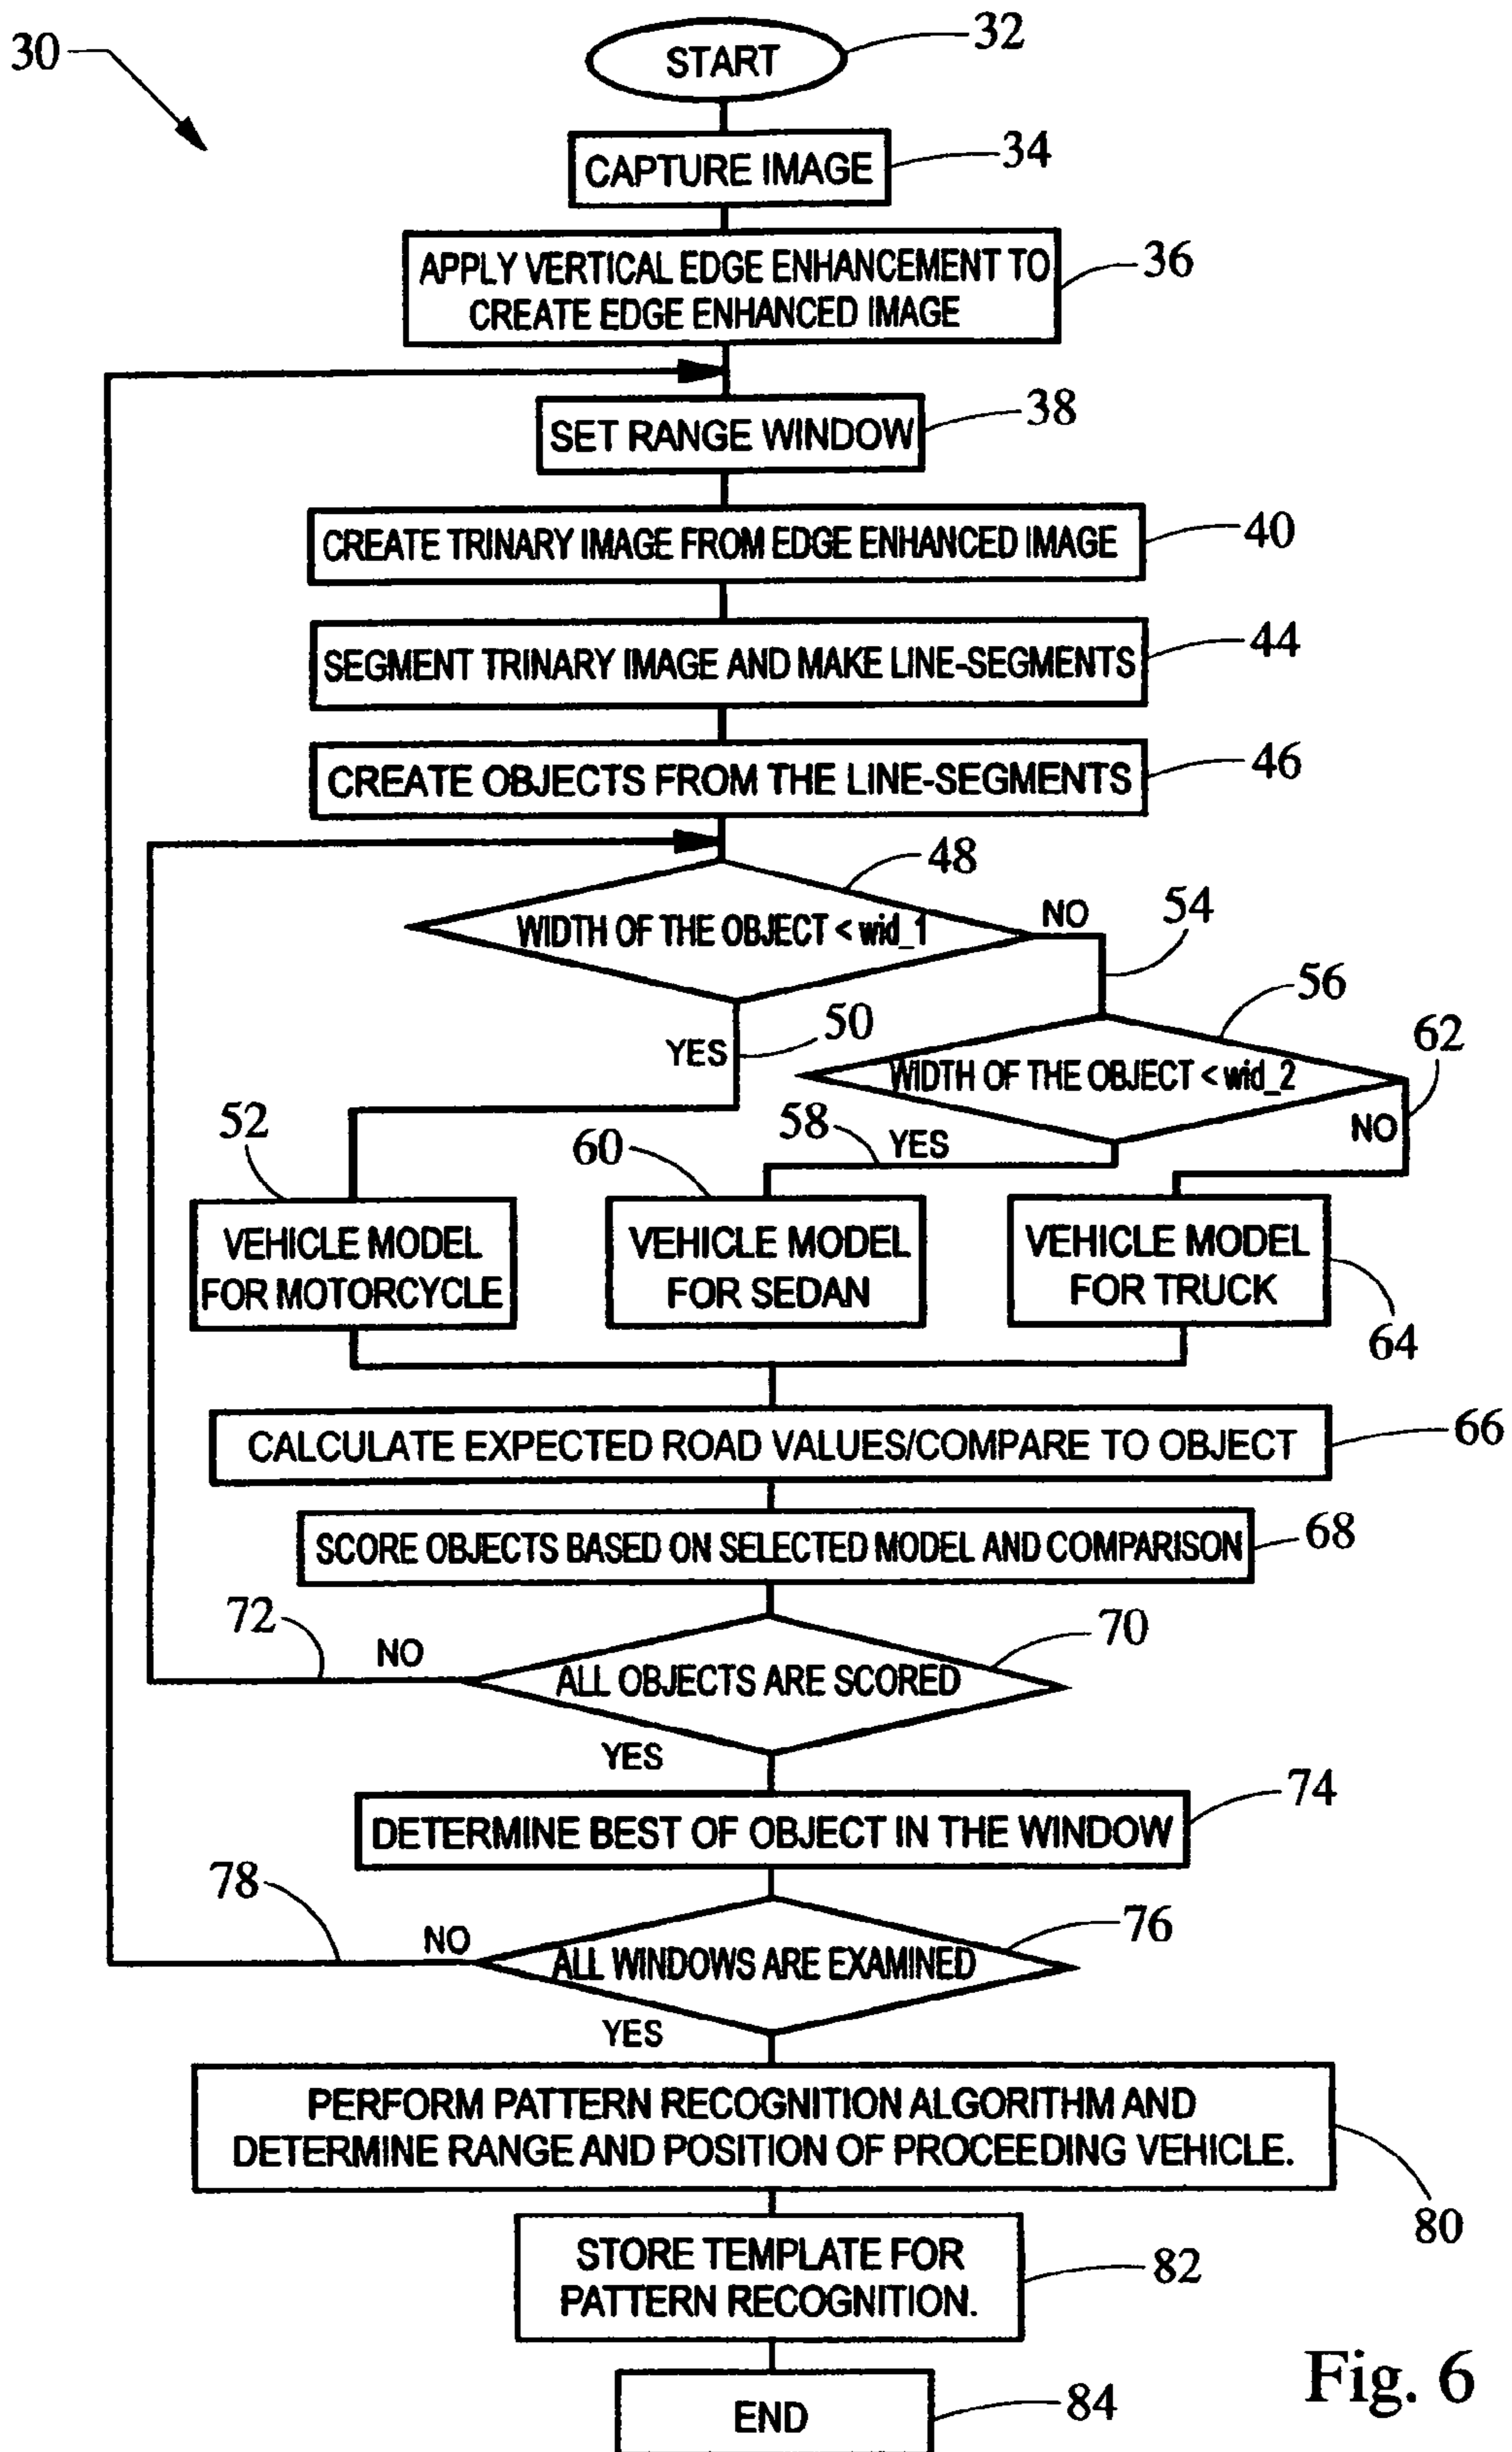 30
START
32
CAPTURE IMAGE
34
APPLY VERTICAL EDGE ENHANCEMENT TO
CREATE EDGE ENHANCED IMAGE
36
SET RANGE WINDOW
38
CREATE TRINARY IMAGE FROM EDGE ENHANCED IMAGE
40
SEGMENT TRINARY IMAGE AND MAKE LINE-SEGMENTS
44
CREATE OBJECTS FROM THE LINE-SEGMENTS
46
48
WIDTH OF THE OBJECT < wid_1
NO
54
YES
50
56
WIDTH OF THE OBJECT < wid_2
62
NO
58
YES
52
VEHICLE MODEL
FOR MOTORCYCLE
60
VEHICLE MODEL
FOR SEDAN
VEHICLE MODEL
FOR TRUCK
64
CALCULATE EXPECTED ROAD VALUES/COMPARE TO OBJECT
66
SCORE OBJECTS BASED ON SELECTED MODEL AND COMPARISON
68
72
NO
70
ALL OBJECTS ARE SCORED
YES
DETERMINE BEST OF OBJECT IN THE WINDOW
74
78
NO
76
ALL WINDOWS ARE EXAMINED
YES
PERFORM PATTERN RECOGNITION ALGORITHM AND
DETERMINE RANGE AND POSITION OF PROCEEDING VEHICLE.
80
STORE TEMPLATE FOR
PATTERN RECOGNITION.
82
END
84
Fig. 6